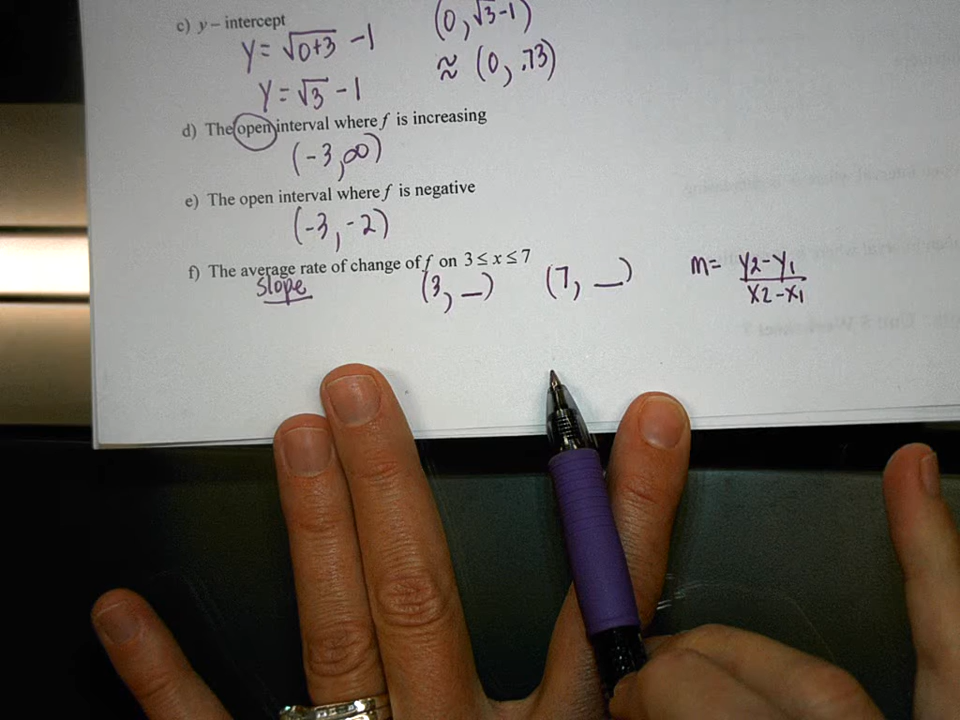 c) y – intercept
(0, √3-1)
y = √0+3 - 1
≈ (0, .73)
y = √3 - 1
d) The open interval where f is increasing
(-3, ∞)
e) The open interval where f is negative
(-3, -2)
f) The average rate of change of f on 3 ≤ x ≤ 7
slope
(3, _) (7, _)
m = y2-y1
x2-x1